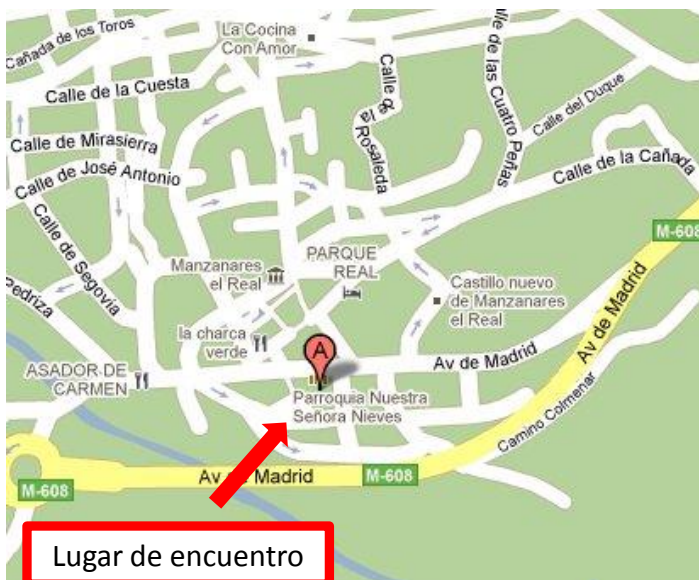 La Cocina
Con Amor
Cañada de los Toros
Calle de la Cuesta
Calle de
la
Rosaleda
Calle de las Cuatro Peñas
Calle del Duque
Calle de Mirasierra
Calle de José Antonio
Calle de la Cañada
Calle de Segovia
M-608
PARQUE
REAL
Manzanares
el Real
Castillo nuevo
de Manzanares
el Real
Pedriza
la charca
verde
A
Av de Madrid
Av de Madrid
ASADOR DE
CARMEN
Parroquia Nuestra
Señora Nieves
Camino Colmenar
Av de Madrid
M-608
M-608
Lugar de encuentro